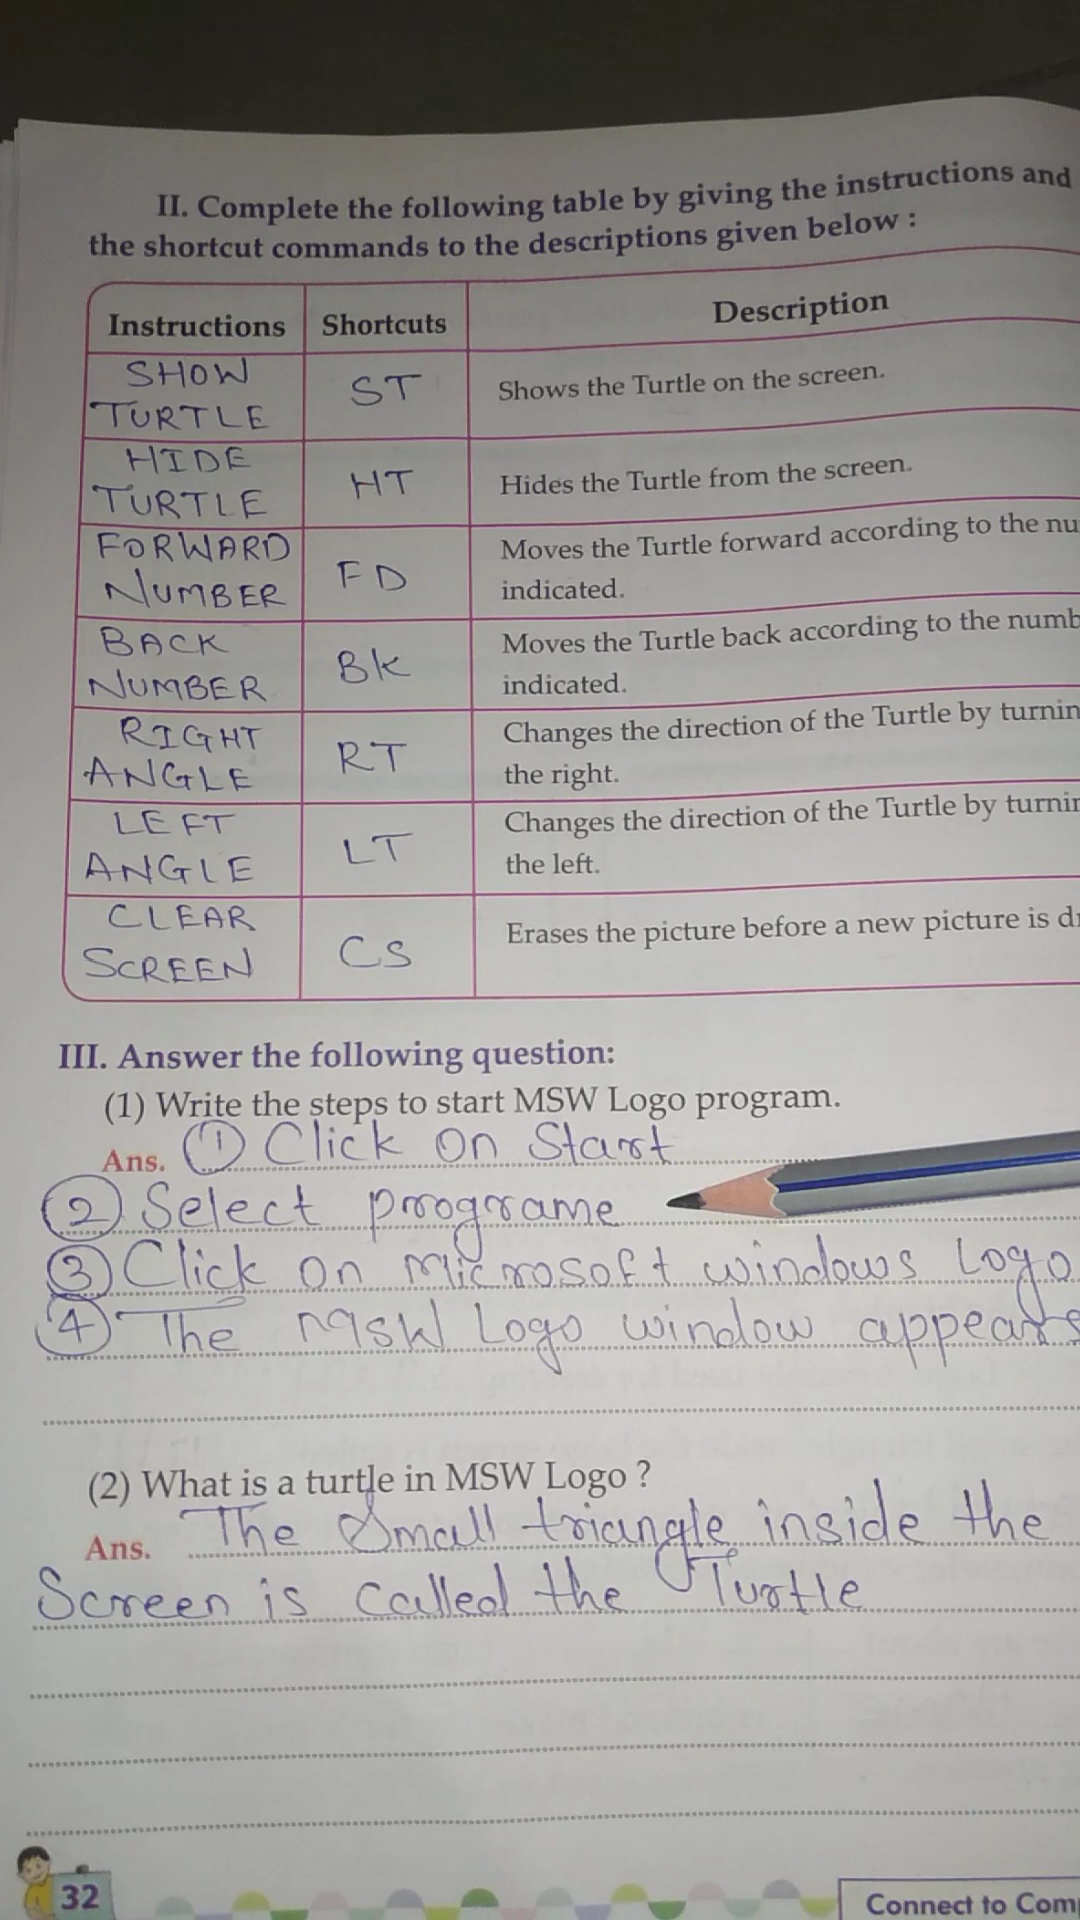 II. Complete the following table by giving the instructions and
the shortcut commands to the descriptions given below :
Instructions Shortcuts Description
SHOW
TURTLE
ST
Shows the Turtle on the screen.
HIDE
TURTLE
HT
Hides the Turtle from the screen.
FORWARD
NUMBER
FD
Moves the Turtle forward according to the nu
indicated.
BACK
NUMBER
BK
Moves the Turtle back according to the numb
indicated.
RIGHT
ANGLE
RT
Changes the direction of the Turtle by turnin
the right.
LEFT
ANGLE
LT
Changes the direction of the Turtle by turnin
the left.
CLEAR
SCREEN
CS
Erases the picture before a new picture is dr
III. Answer the following question:
(1) Write the steps to start MSW Logo program.
Ans. ① Click on Start
② Select programe
③ Click on microsoft windows Logo
④ The Logo window appears
(2) What is a turtle in MSW Logo ?
Ans. The Small triangle inside the
Screen is called the Turtle
32
Connect to Com